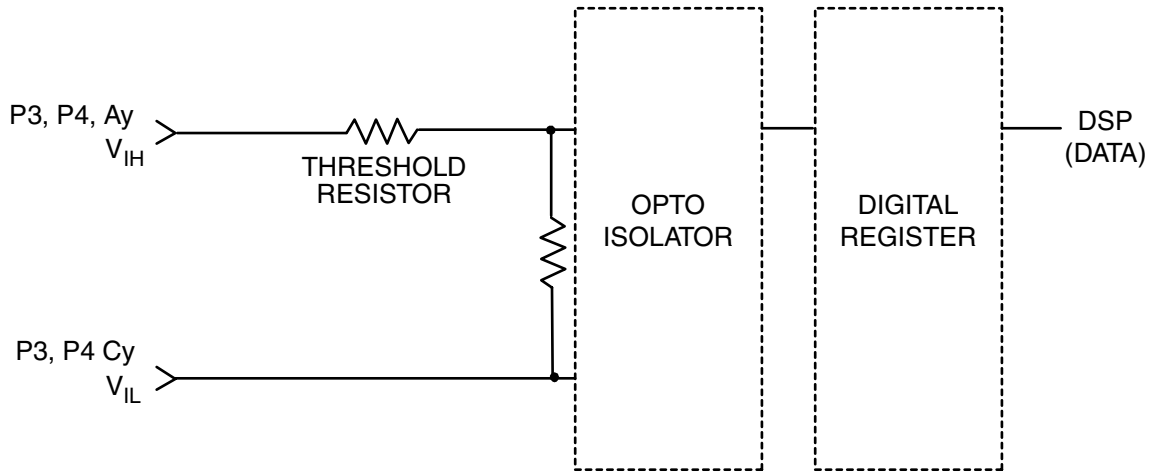 P3, P4, Ay
VIH
THRESHOLD
RESISTOR
OPTO
ISOLATOR
DIGITAL
REGISTER
DSP
(DATA)
P3, P4 Cy
VIL